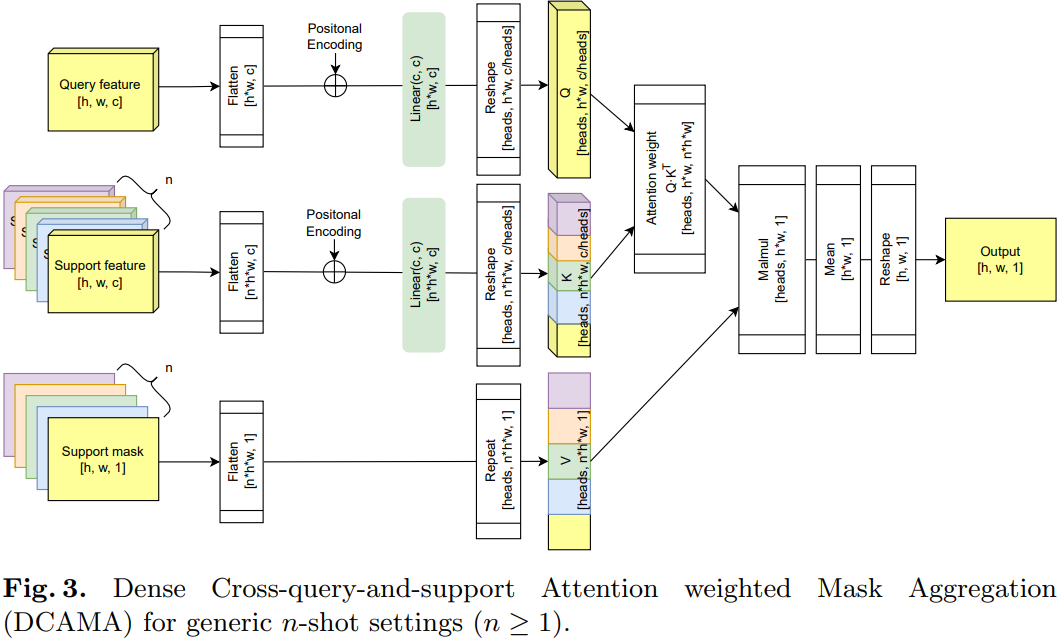 Query feature
[h, w, c]
Flatten
[h*w, c]
Positonal
Encoding
Linear(c, c)
[h*w, c]
Reshape
[heads, h*w, c/heads]
Q
[heads, h*w, c/heads]
n
S
S
S
S
Support feature
[h, w, c]
Flatten
[n*h*w, c]
Positonal
Encoding
Linear(c, c)
[n*h*w, c]
Reshape
[heads, n*h*w, c/heads]
K
[heads, n*h*w, c/heads]
Attention weight
Q·K^T
[heads, h*w, n*h*w]
n
Support mask
[h, w, 1]
Flatten
[n*h*w, 1]
Repeat
[heads, n*h*w, 1]
V
[heads, n*h*w, 1]
Malmul
[heads, h*w, 1]
Mean
[h*w, 1]
Reshape
[h, w, 1]
Output
[h, w, 1]
Fig. 3. Dense Cross-query-and-support Attention weighted Mask Aggregation
(DCAMA) for generic n-shot settings (n ≥ 1).